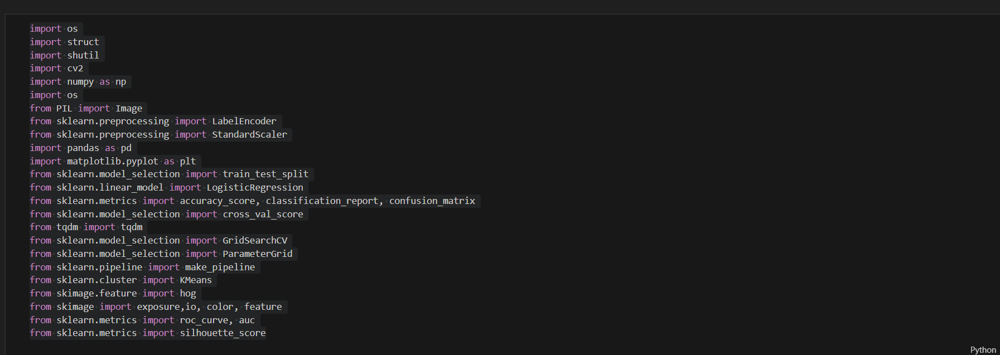 import os
import struct
import shutil
import cv2
import numpy as np
import os
from PIL import Image
from sklearn.preprocessing import LabelEncoder
from sklearn.preprocessing import StandardScaler
import pandas as pd
import matplotlib.pyplot as plt
from sklearn.model_selection import train_test_split
from sklearn.linear_model import LogisticRegression
from sklearn.metrics import accuracy_score, classification_report, confusion_matrix
from sklearn.model_selection import cross_val_score
from tqdm import tqdm
from sklearn.model_selection import GridSearchCV
from sklearn.model_selection import ParameterGrid
from sklearn.pipeline import make_pipeline
from sklearn.cluster import KMeans
from skimage.feature import hog
from skimage import exposure,io, color, feature
from sklearn.metrics import roc_curve, auc
from sklearn.metrics import silhouette_score
Python